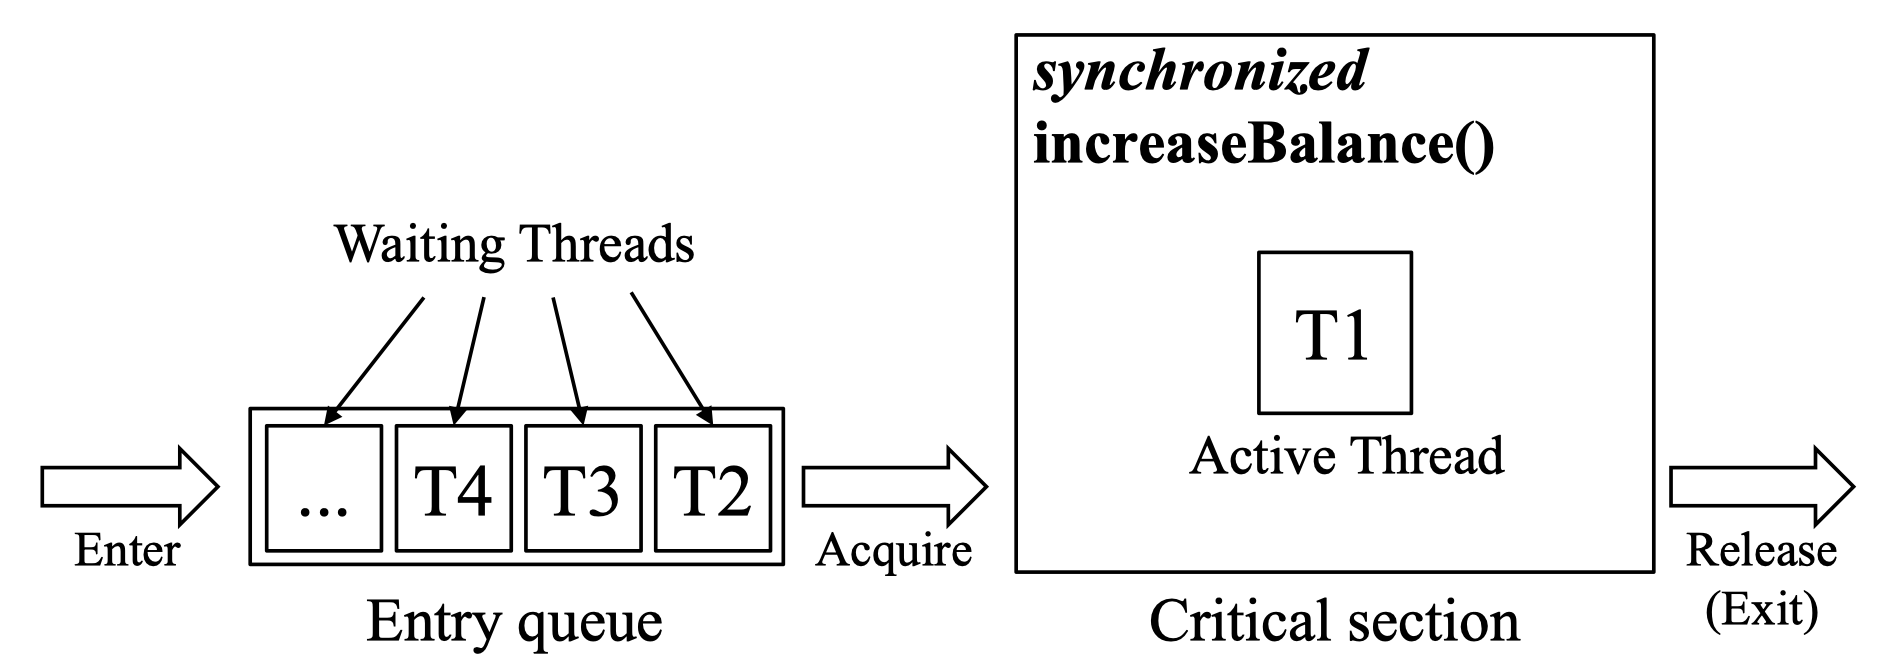 synchronized
increaseBalance()
Waiting Threads
T1
Active Thread
... T4 T3 T2
Enter
Acquire
Release
(Exit)
Entry queue
Critical section